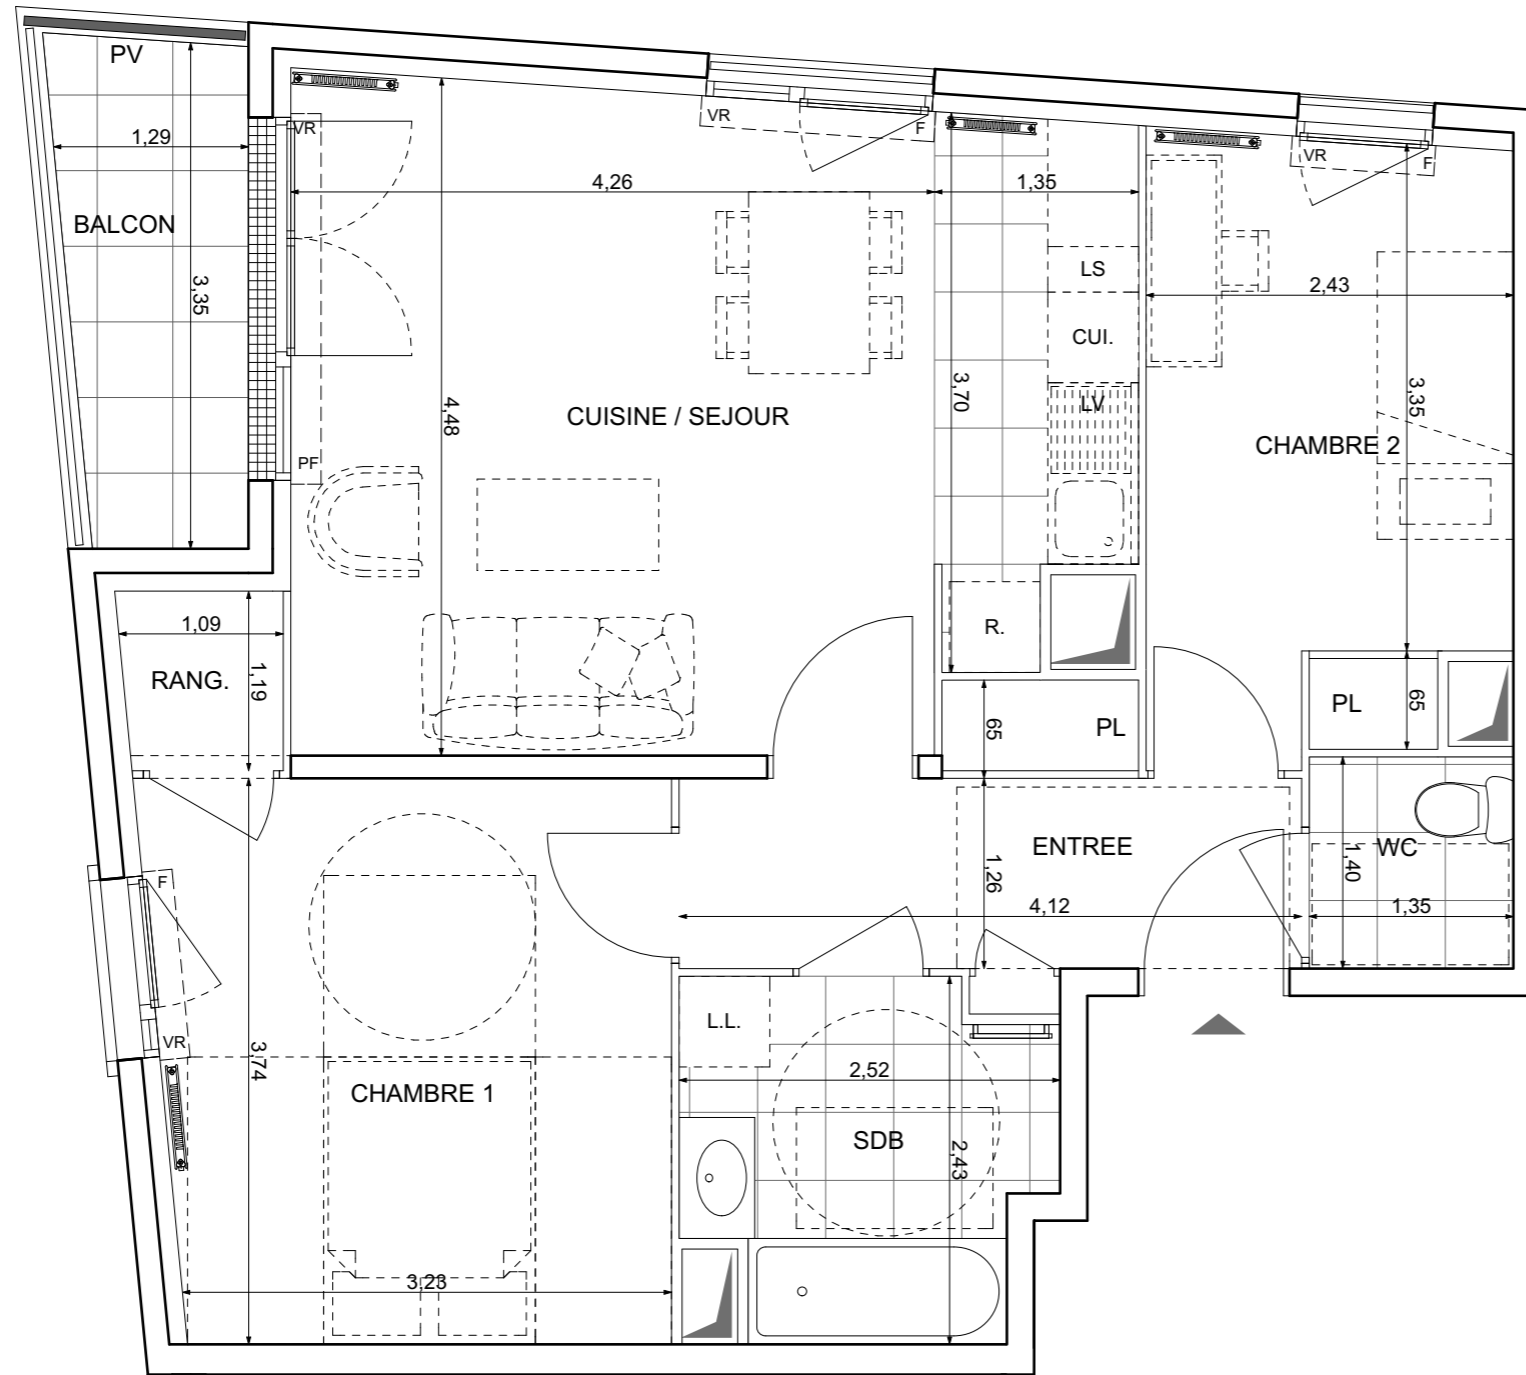 PV
1,29
BALCON
3,35
VR
PF
4,26
4,48
CUISINE / SEJOUR
VR
F
1,35
3,70
LS
CUI.
LV
R.
VR
F
2,43
3,35
CHAMBRE 2
PL
65
65
PL
1,09
RANG.
1,19
ENTREE
1,26
4,12
WC
1,40
1,35
F
VR
3,74
CHAMBRE 1
3,23
L.L.
2,52
SDB
2,43